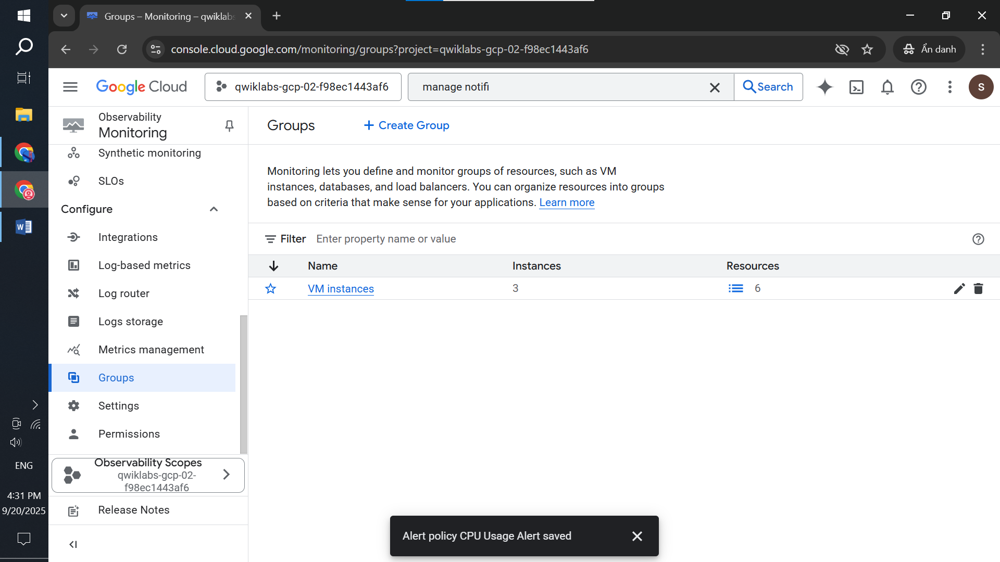 Groups – Monitoring – qwiklabs
console.cloud.google.com/monitoring/groups?project=qwiklabs-gcp-02-f98ec1443af6
Ẩn danh
Google Cloud
qwiklabs-gcp-02-f98ec1443af6
manage notifi
Search
S
Observability
Monitoring
Synthetic monitoring
SLOs
Configure
Integrations
Log-based metrics
Log router
Logs storage
Metrics management
Groups
Settings
Permissions
Observability Scopes
qwiklabs-gcp-02-
f98ec1443af6
Release Notes
Groups
Create Group
Monitoring lets you define and monitor groups of resources, such as VM
instances, databases, and load balancers. You can organize resources into groups
based on criteria that make sense for your applications. Learn more
Filter Enter property name or value
Name Instances Resources
VM instances 3 6
Alert policy CPU Usage Alert saved
W
ENG
4:31 PM
9/20/2025